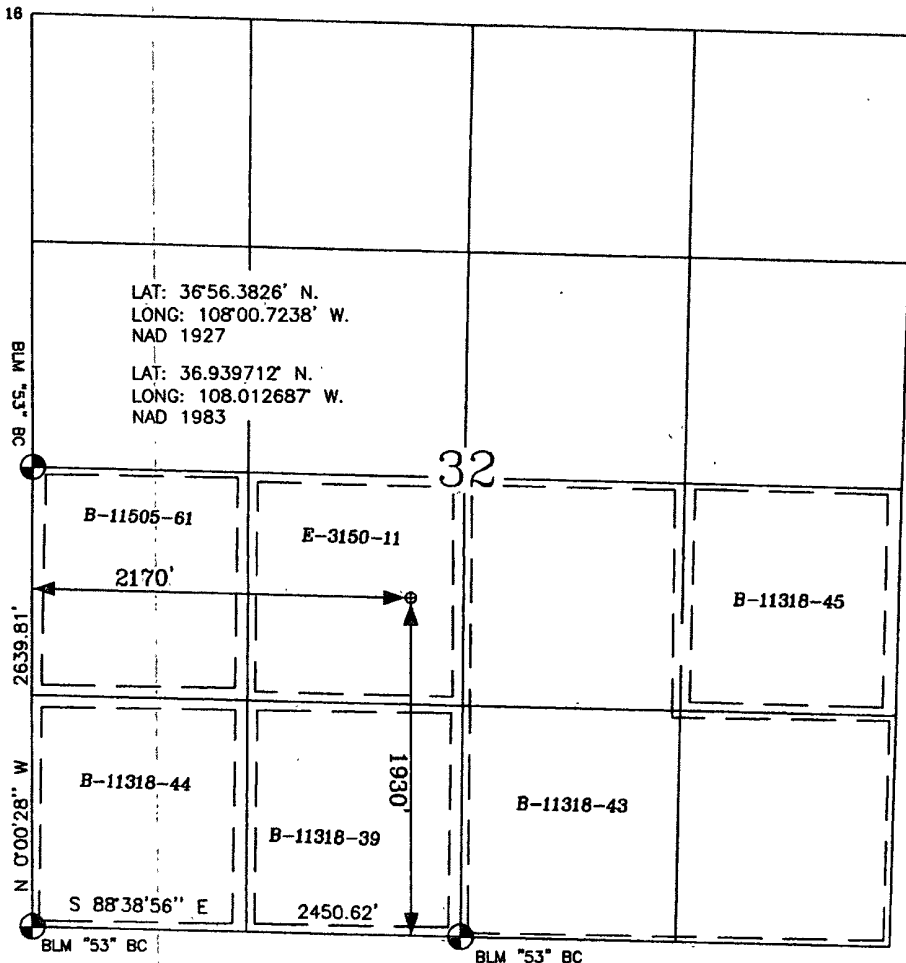 16
LAT: 36°56.3826' N.
LONG: 108°00.7238' W.
NAD 1927
LAT: 36.939712° N.
LONG: 108.012687° W.
NAD 1983
BLM "53" BC
32
B-11505-61
E-3150-11
2170'
B-11318-45
2639.81'
1930'
B-11318-44
B-11318-43
B-11318-39
N 0°00'28" W
S 88°38'56" E
2450.62'
BLM "53" BC
BLM "53" BC